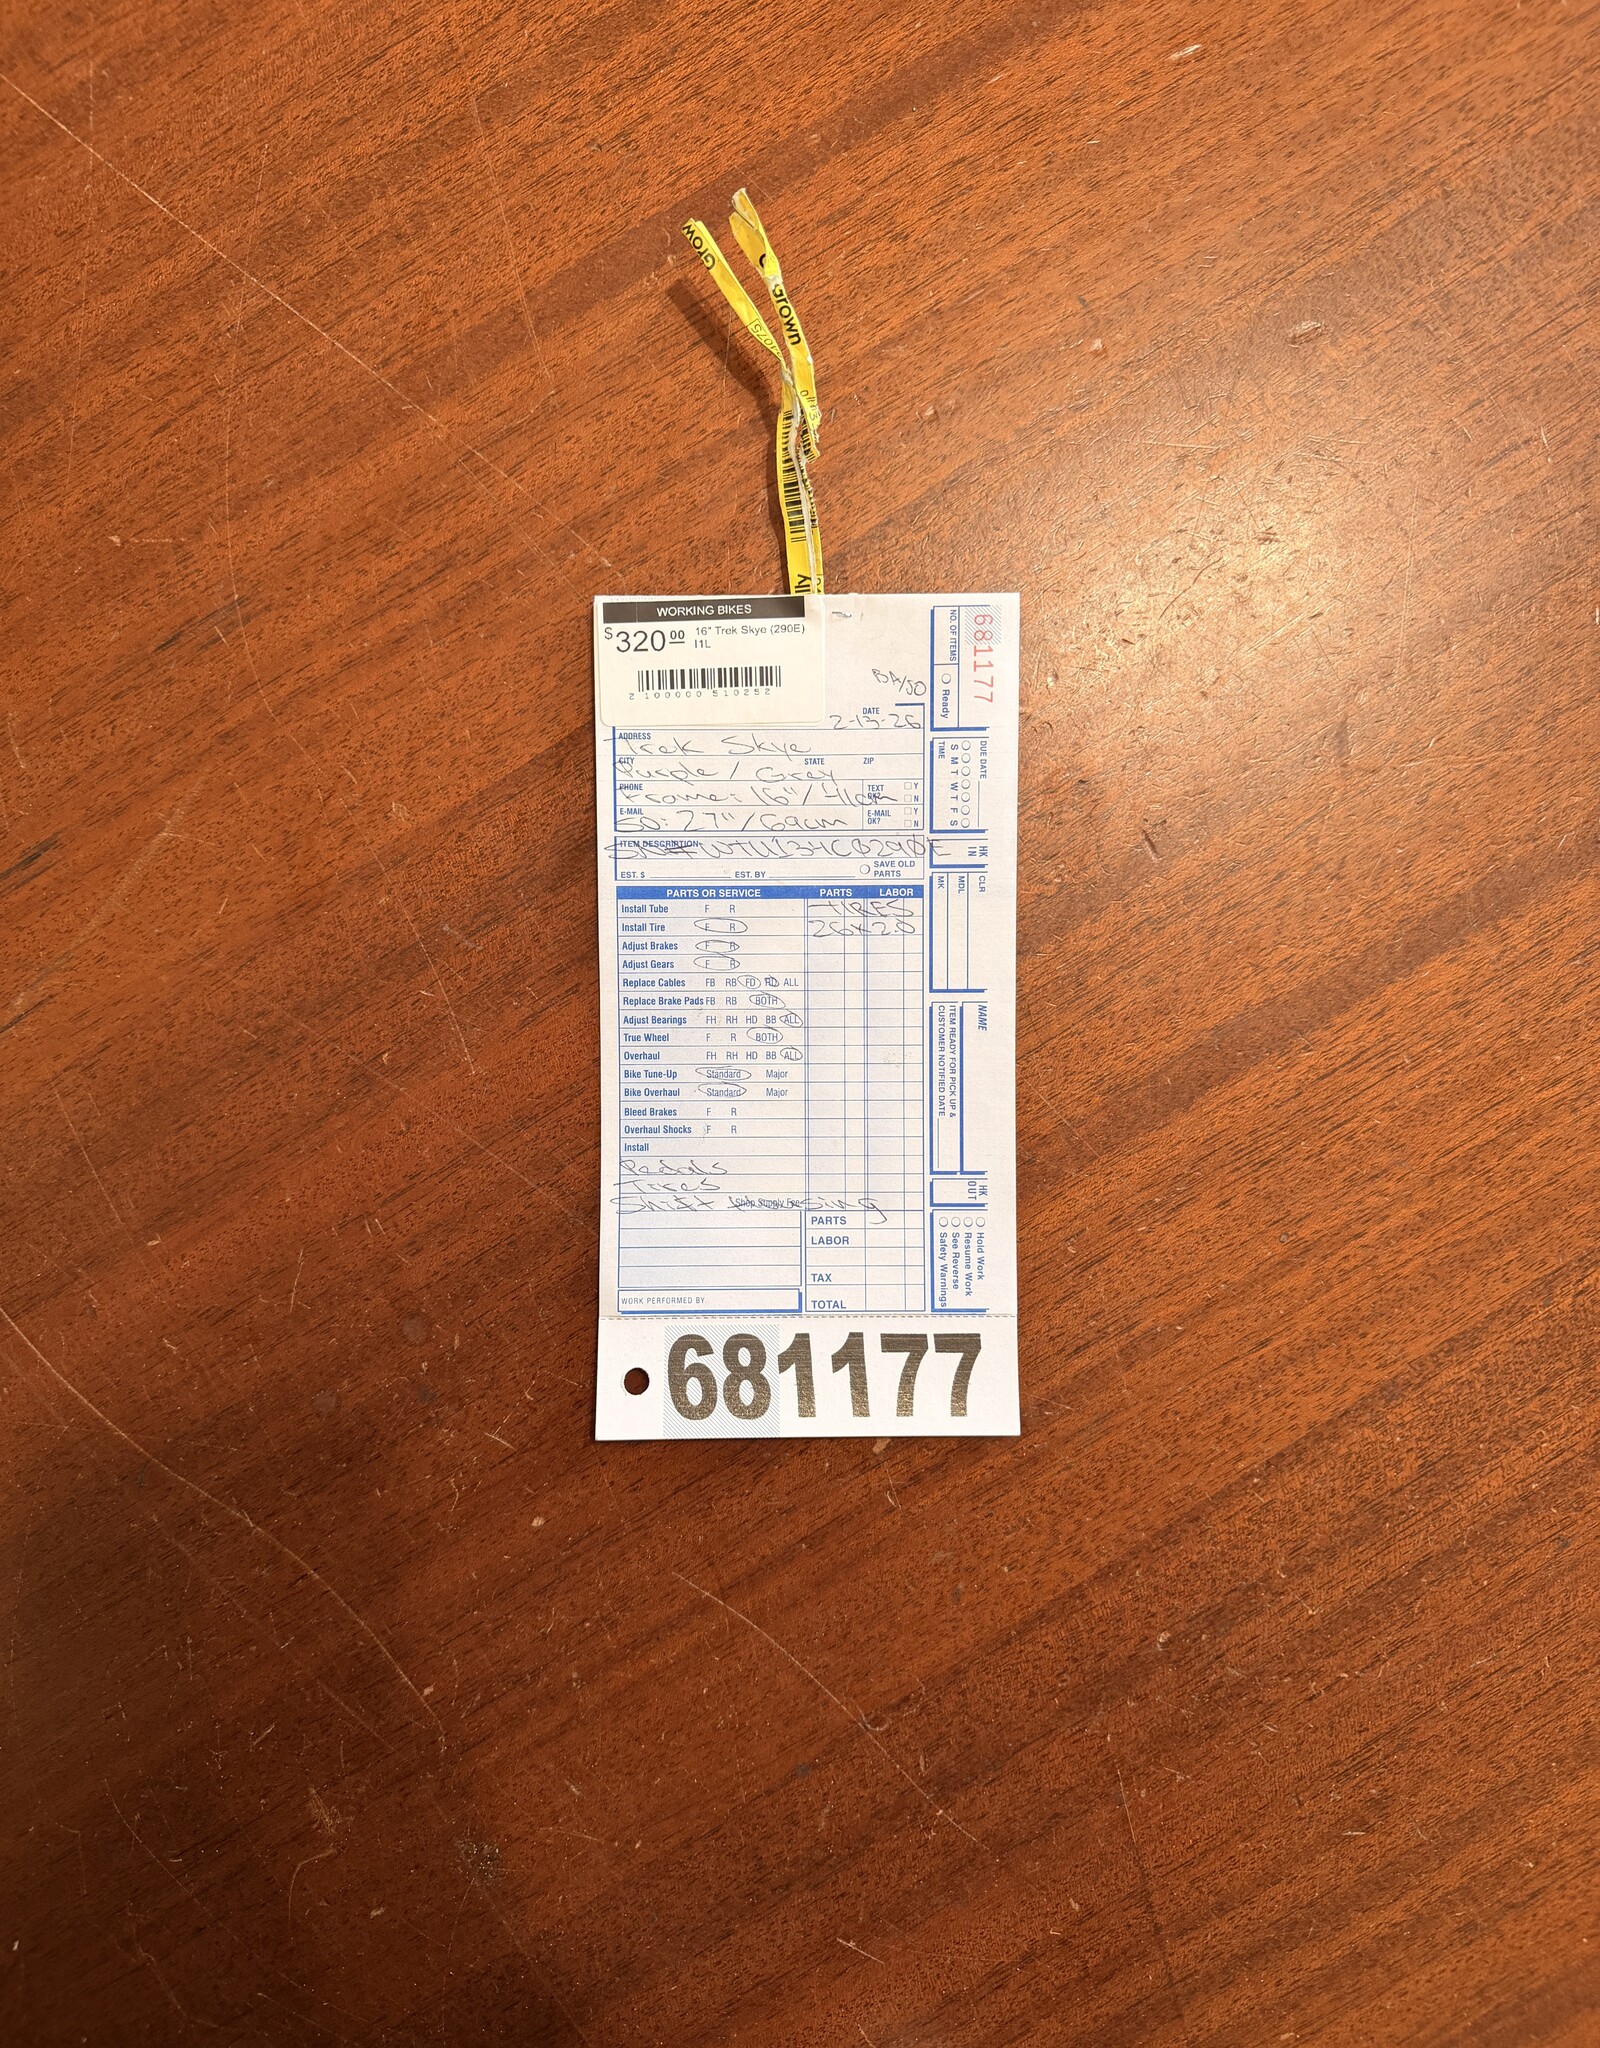 Grow
Grown
WORKING BIKES
$320.00 16" Trek Skye (290E)
I1L
2 100000 510252
BA/JO
DATE
2-13-26
ADDRESS
Trek Skye
CITY STATE ZIP
Purple / Grey
PHONE TEXT OK? Y N
Frame: 16" / 41cm
E-MAIL E-MAIL OK? Y N
SO: 27" / 69cm
ITEM DESCRIPTION
EST. $ EST. BY SAVE OLD PARTS
PARTS OR SERVICE PARTS LABOR
Install Tube F R TIRES
Install Tire F R 26x2.0
Adjust Brakes F R
Adjust Gears F R
Replace Cables FB RB FD RD ALL
Replace Brake Pads FB RB BOTH
Adjust Bearings FH RH HD BB ALL
True Wheel F R BOTH
Overhaul FH RH HD BB ALL
Bike Tune-Up Standard Major
Bike Overhaul Standard Major
Bleed Brakes F R
Overhaul Shocks F R
Install
Pedals
Tires
Shift Housing
Shop Supply Fee
PARTS
LABOR
TAX
TOTAL
WORK PERFORMED BY
681177
NO. OF ITEMS
Ready
DUE DATE
S M T W T F S
TIME
HK IN
CLR
MDL
MK
NAME
ITEM READY FOR PICK UP &
CUSTOMER NOTIFIED DATE
HK OUT
Hold Work
Resume Work
See Reverse
Safety Warnings
681177